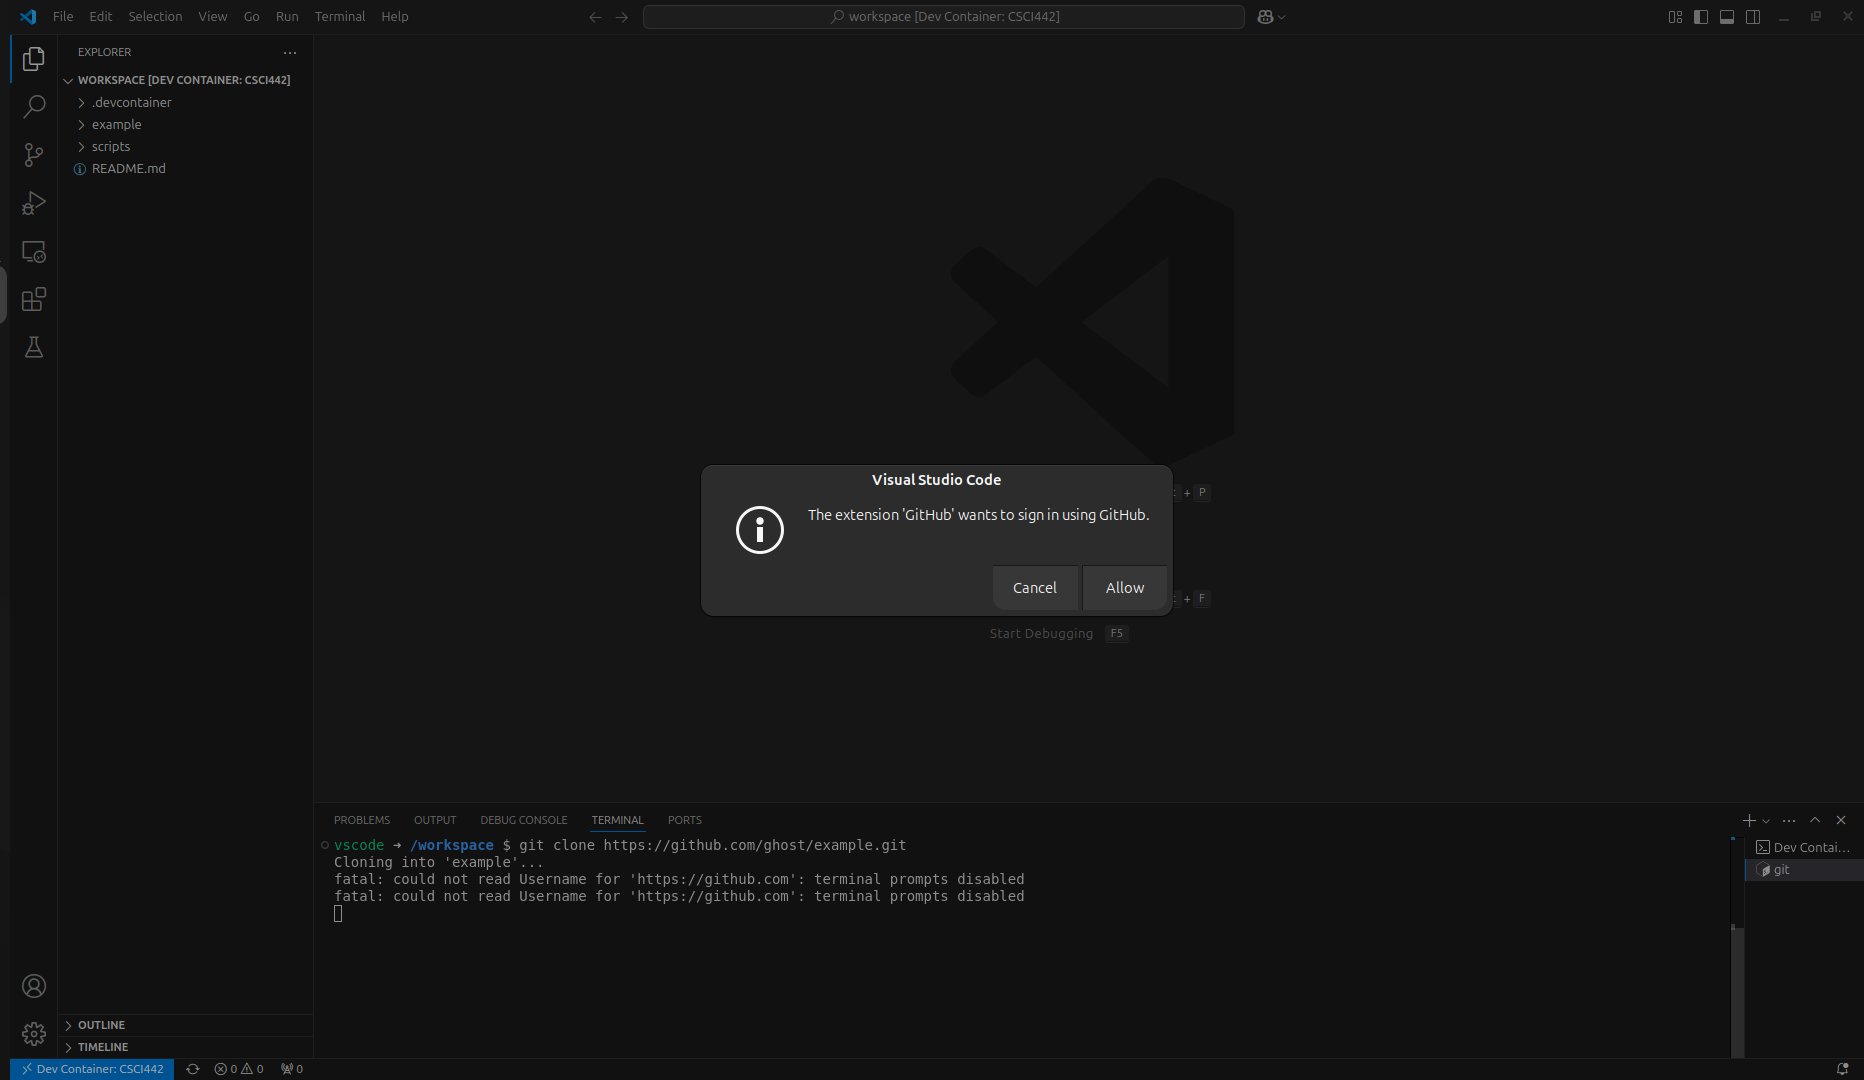 File Edit Selection View Go Run Terminal Help
workspace [Dev Container: CSCI442]
EXPLORER
WORKSPACE [DEV CONTAINER: CSCI442]
.devcontainer
example
scripts
README.md
+ P
Visual Studio Code
The extension 'GitHub' wants to sign in using GitHub.
Cancel Allow
+ F
Start Debugging F5
PROBLEMS OUTPUT DEBUG CONSOLE TERMINAL PORTS
vscode ➜ /workspace $ git clone https://github.com/ghost/example.git
Cloning into 'example'...
fatal: could not read Username for 'https://github.com': terminal prompts disabled
fatal: could not read Username for 'https://github.com': terminal prompts disabled
Dev Contai...
git
OUTLINE
TIMELINE
Dev Container: CSCI442 0 0 0